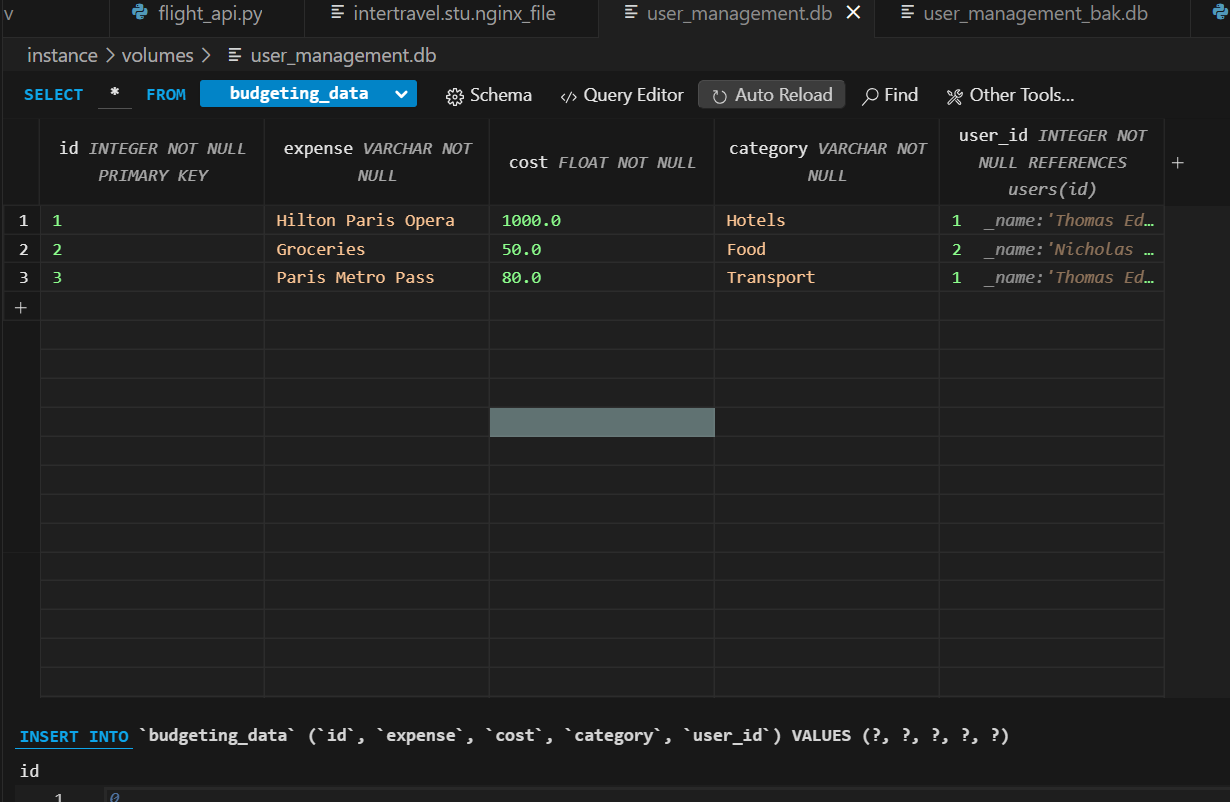 v flight_api.py intertravel.stu.nginx_file user_management.db user_management_bak.db
instance > volumes > user_management.db
SELECT * FROM budgeting_data Schema Query Editor Auto Reload Find Other Tools...
id INTEGER NOT NULL PRIMARY KEY
expense VARCHAR NOT NULL
cost FLOAT NOT NULL
category VARCHAR NOT NULL
user_id INTEGER NOT NULL REFERENCES users(id)
+
1 1 Hilton Paris Opera 1000.0 Hotels 1 _name:'Thomas Ed…
2 2 Groceries 50.0 Food 2 _name:'Nicholas …
3 3 Paris Metro Pass 80.0 Transport 1 _name:'Thomas Ed…
+
INSERT INTO `budgeting_data` (`id`, `expense`, `cost`, `category`, `user_id`) VALUES (?, ?, ?, ?, ?)
id
1 0